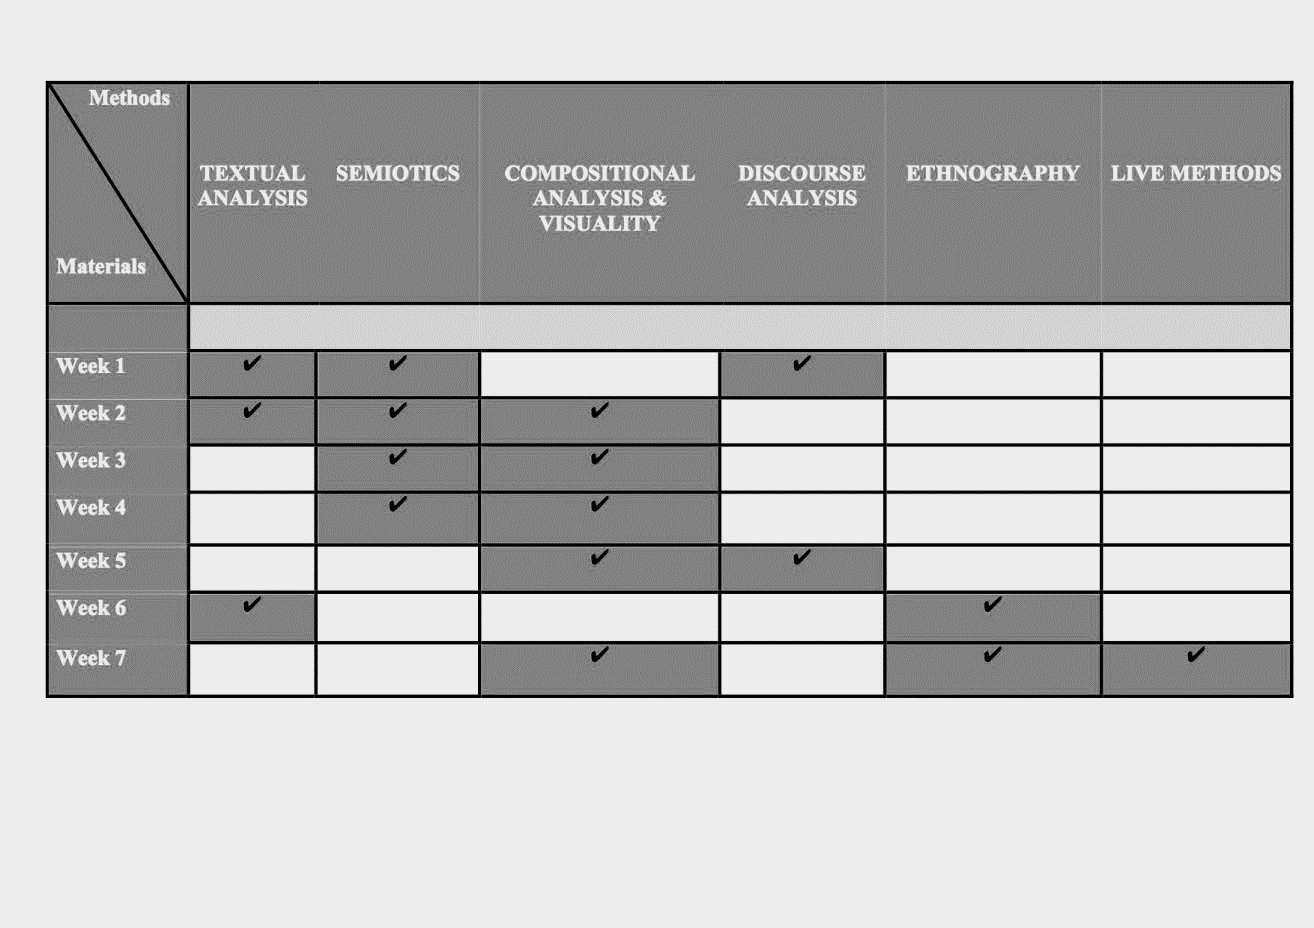 Methods
Materials
TEXTUAL
ANALYSIS
SEMIOTICS
COMPOSITIONAL
ANALYSIS &
VISUALITY
DISCOURSE
ANALYSIS
ETHNOGRAPHY
LIVE METHODS
Week 1 ✔ ✔ ✔
Week 2 ✔ ✔ ✔
Week 3 ✔ ✔
Week 4 ✔ ✔
Week 5 ✔ ✔
Week 6 ✔ ✔
Week 7 ✔ ✔ ✔